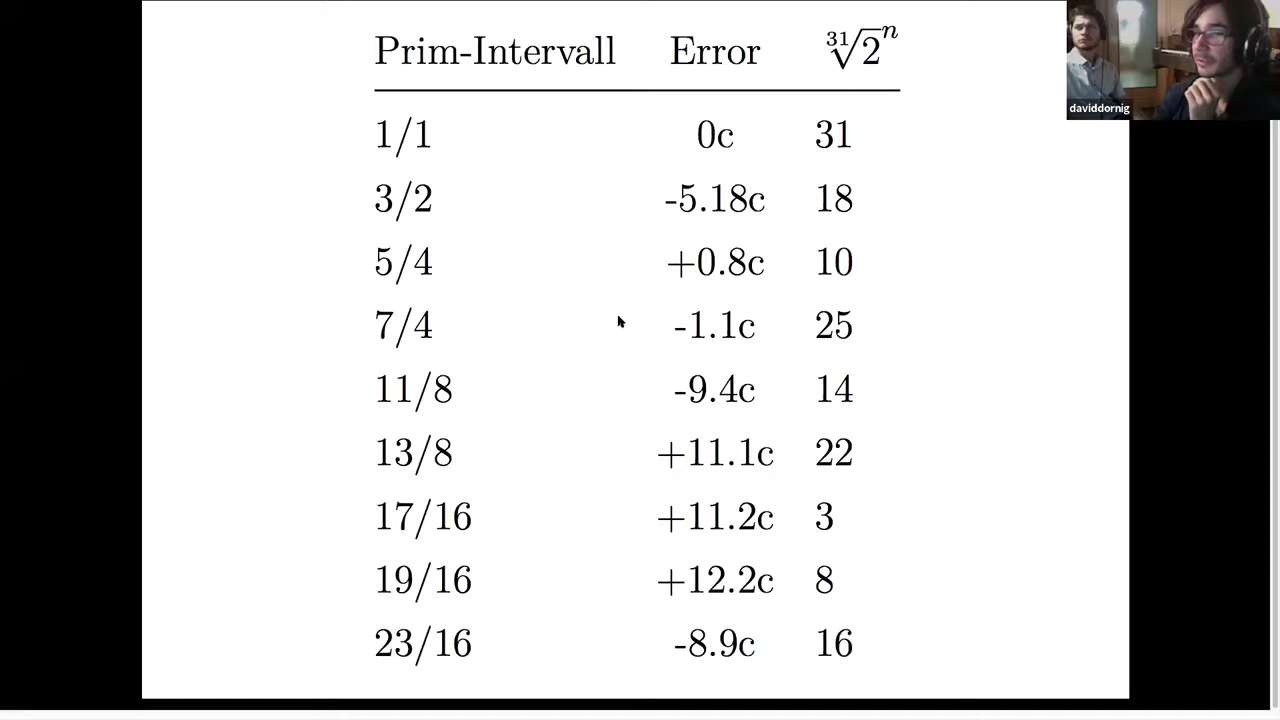 Prim-Intervall Error ³¹√2ⁿ
1/1 0c 31
3/2 -5.18c 18
5/4 +0.8c 10
7/4 -1.1c 25
11/8 -9.4c 14
13/8 +11.1c 22
17/16 +11.2c 3
19/16 +12.2c 8
23/16 -8.9c 16
daviddornig